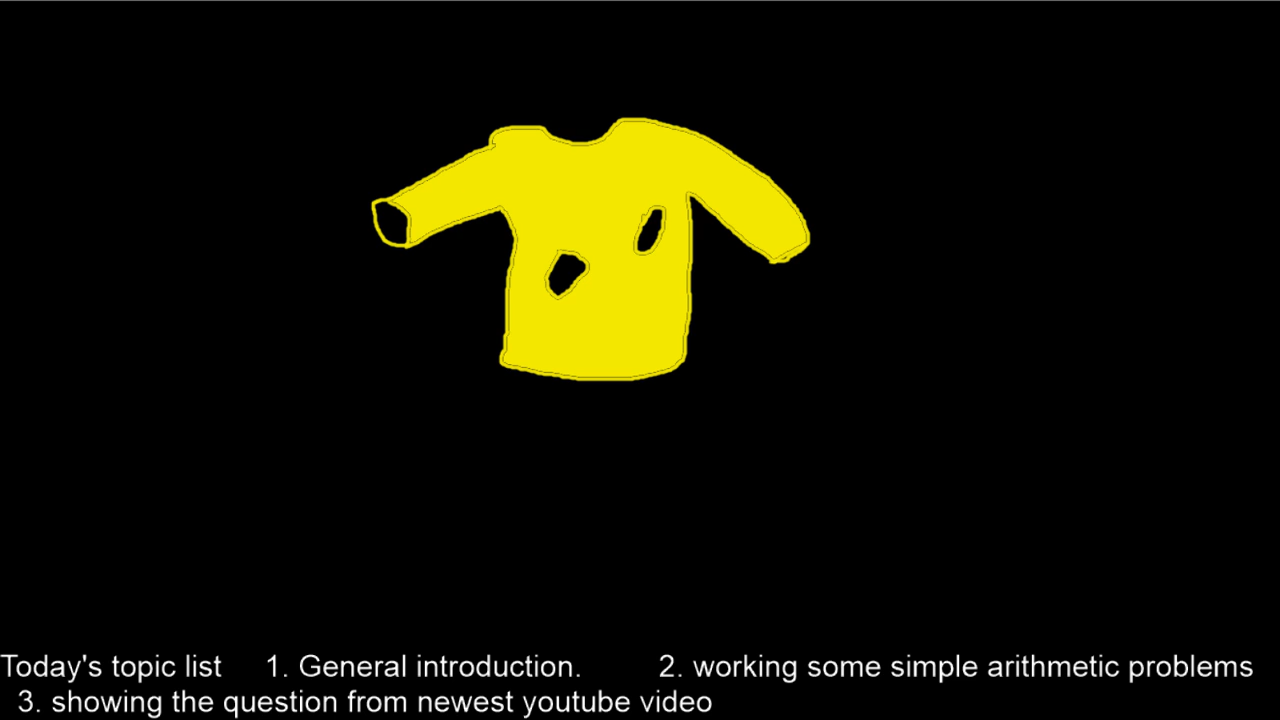 Today's topic list 1. General introduction. 2. working some simple arithmetic problems
3. showing the question from newest youtube video